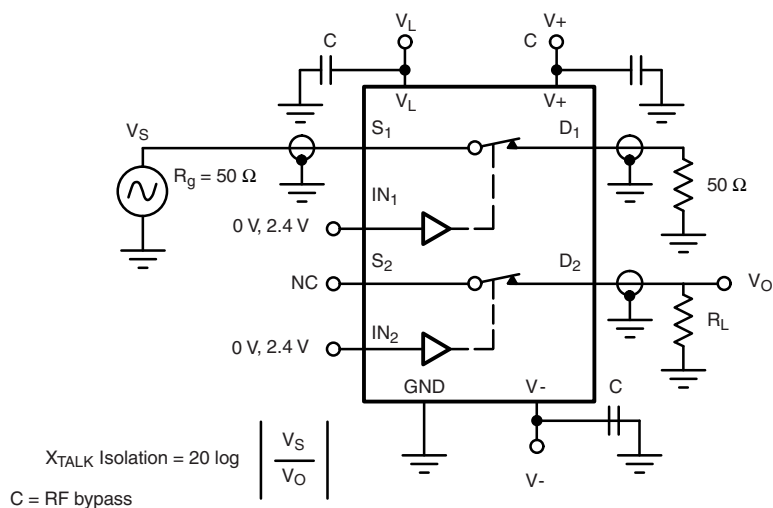 V_L V+
C C
V_L V+
V_S S_1 D_1
R_g = 50 Ω 50 Ω
IN_1
0 V, 2.4 V
S_2 D_2
NC V_O
IN_2 R_L
0 V, 2.4 V
GND V- C
X_TALK Isolation = 20 log | V_S / V_O |
V-
C = RF bypass